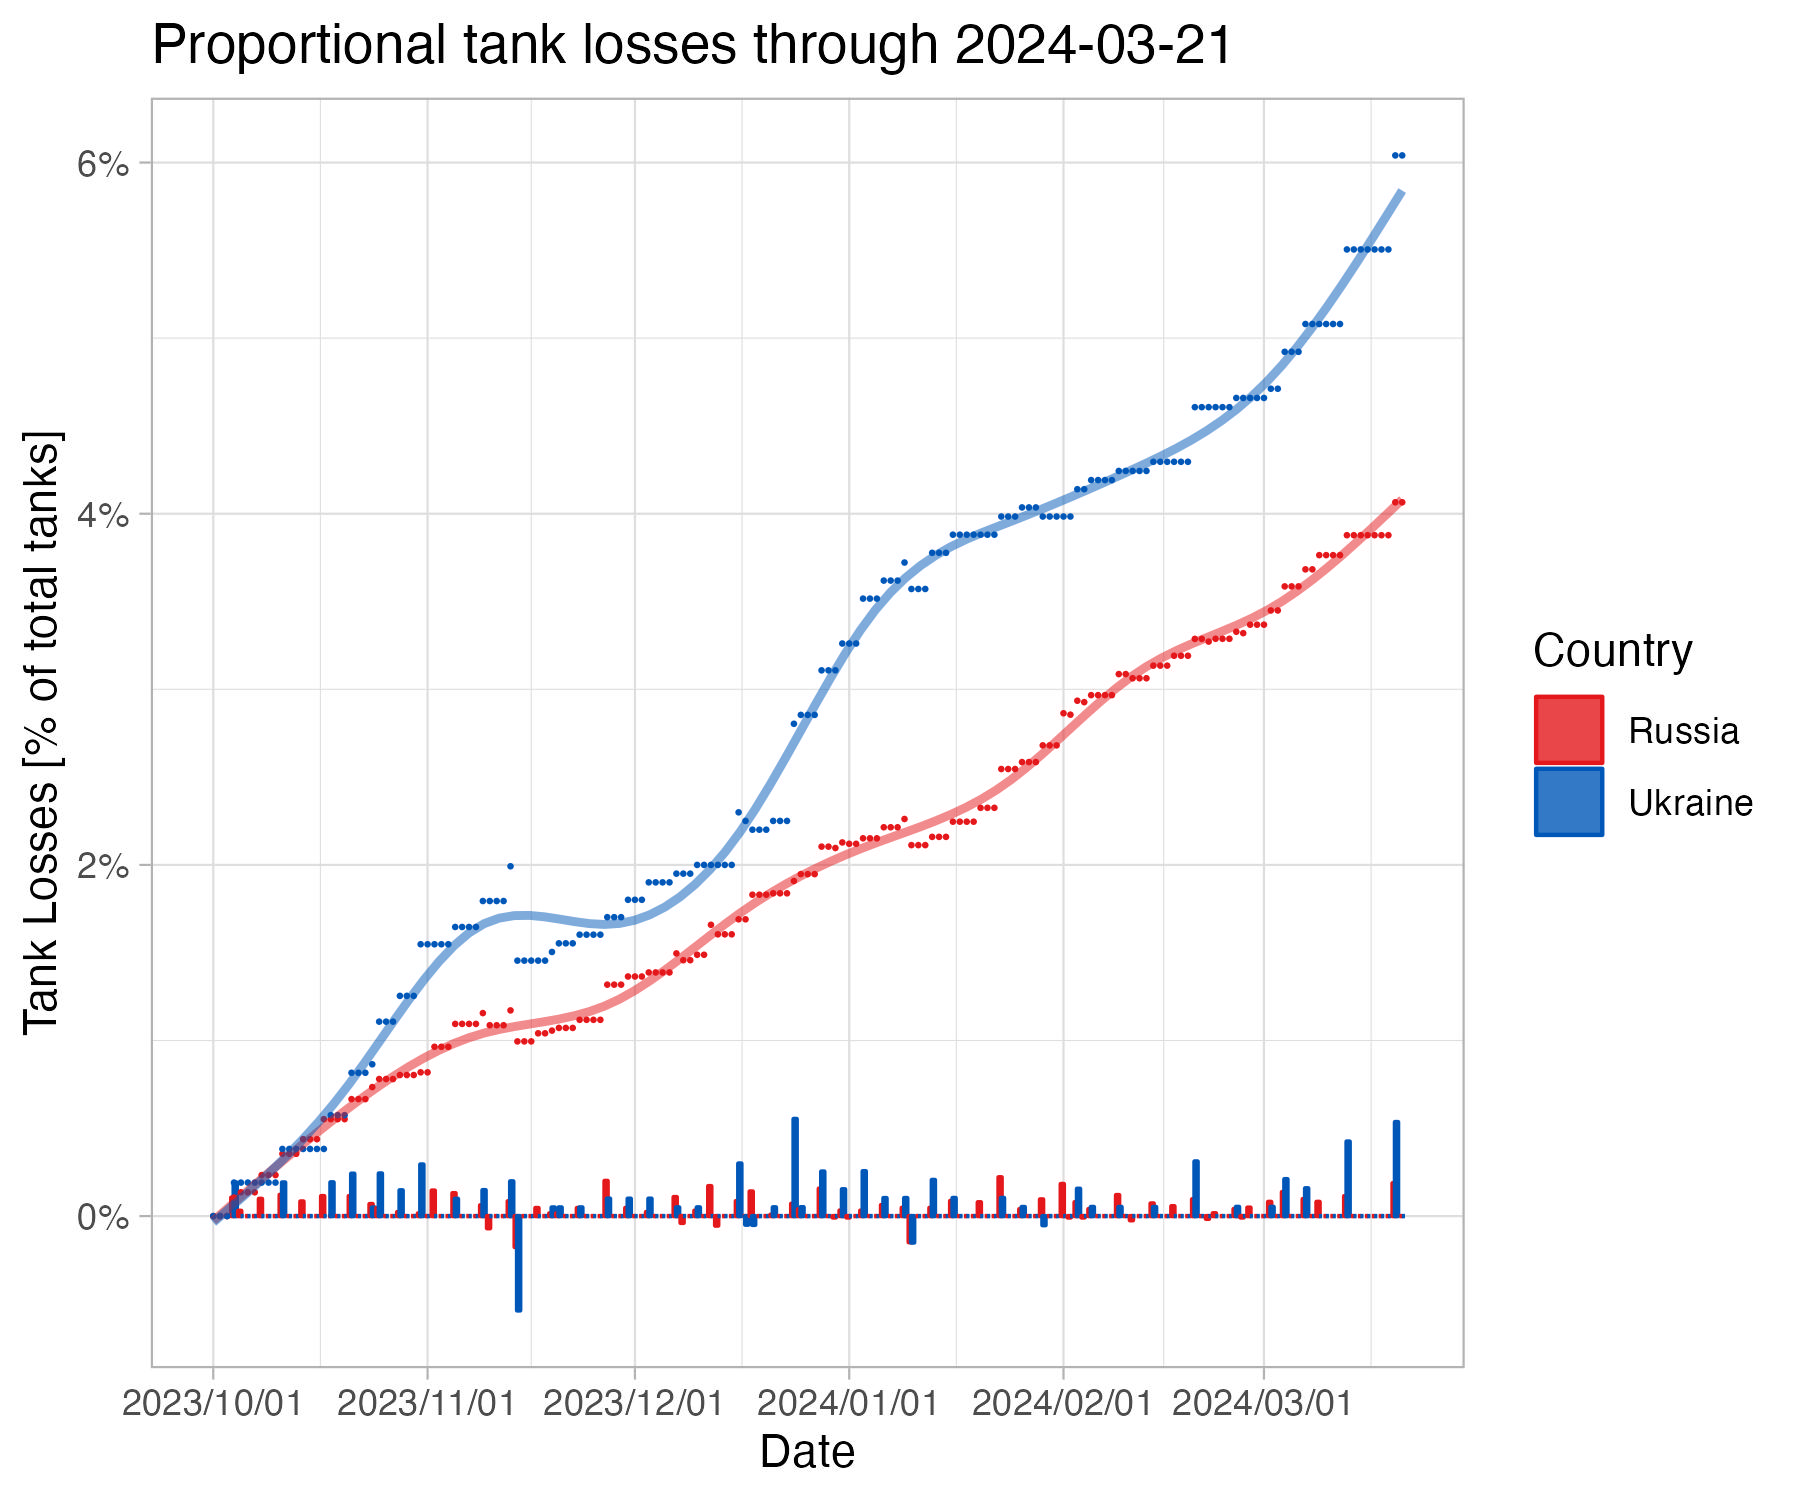 Proportional tank losses through 2024-03-21
Tank Losses [% of total tanks]
6%
4%
2%
0%
2023/10/01
2023/11/01
2023/12/01
2024/01/01
2024/02/01
2024/03/01
Date
Country
Russia
Ukraine